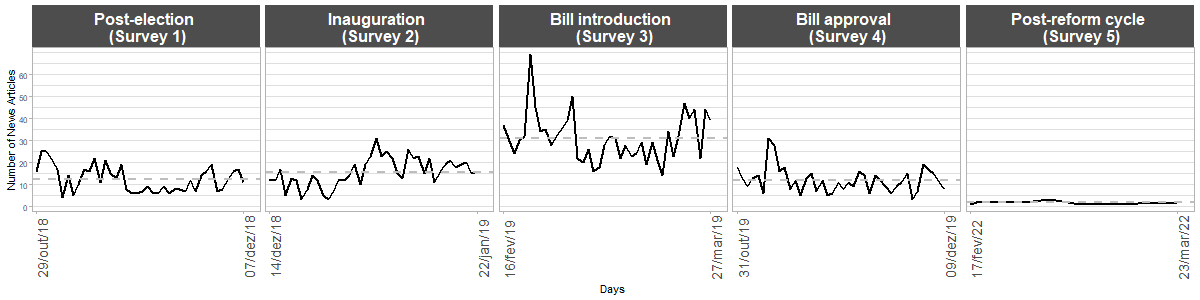 Post-election
(Survey 1)
Inauguration
(Survey 2)
Bill introduction
(Survey 3)
Bill approval
(Survey 4)
Post-reform cycle
(Survey 5)
Number of News Articles
60
50
40
30
20
10
0
29/out/18
07/dez/18
14/dez/18
22/jan/19
16/fev/19
27/mar/19
31/out/19
09/dez/19
17/fev/22
23/mar/22
Days